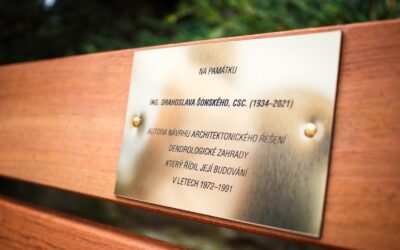 NA PAMÁTKU
ING. DRAHOSLAVA ŠONSKÉHO, CSC. (1934–2021)
AUTORA NÁVRHU ARCHITEKTONICKÉHO ŘEŠENÍ
DENDROLOGICKÉ ZAHRADY
KTERÝ ŘÍDIL JEJÍ BUDOVÁNÍ
V LETECH 1972–1991